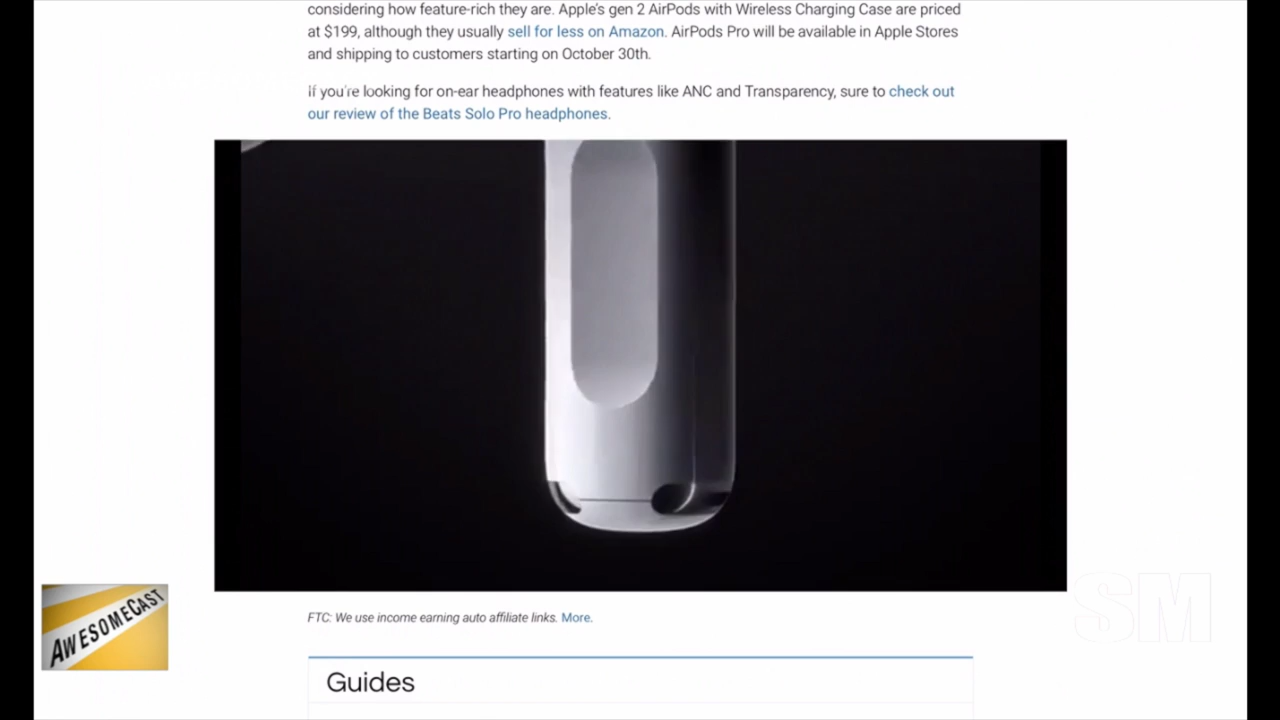 considering how feature-rich they are. Apple's gen 2 AirPods with Wireless Charging Case are priced
at $199, although they usually sell for less on Amazon. AirPods Pro will be available in Apple Stores
and shipping to customers starting on October 30th.
If you're looking for on-ear headphones with features like ANC and Transparency, sure to check out
our review of the Beats Solo Pro headphones.
AWESOMECAST
SM
FTC: We use income earning auto affiliate links. More.
Guides